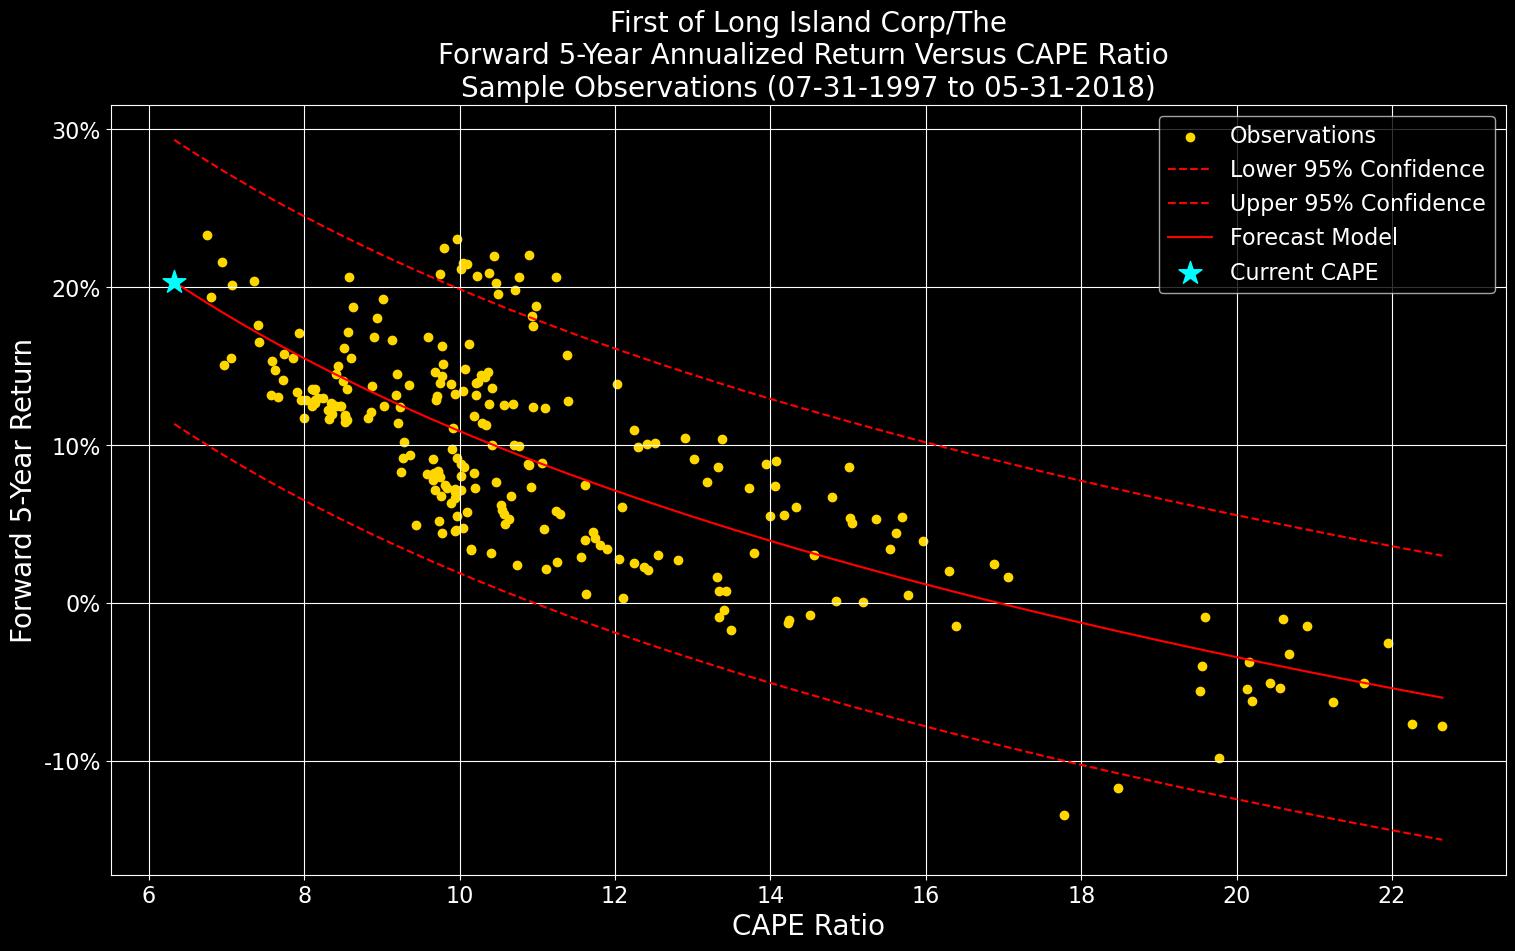 First of Long Island Corp/The
Forward 5-Year Annualized Return Versus CAPE Ratio
Sample Observations (07-31-1997 to 05-31-2018)
30%
20%
10%
0%
-10%
Forward 5-Year Return
Observations
Lower 95% Confidence
Upper 95% Confidence
Forecast Model
Current CAPE
6 8 10 12 14 16 18 20 22
CAPE Ratio